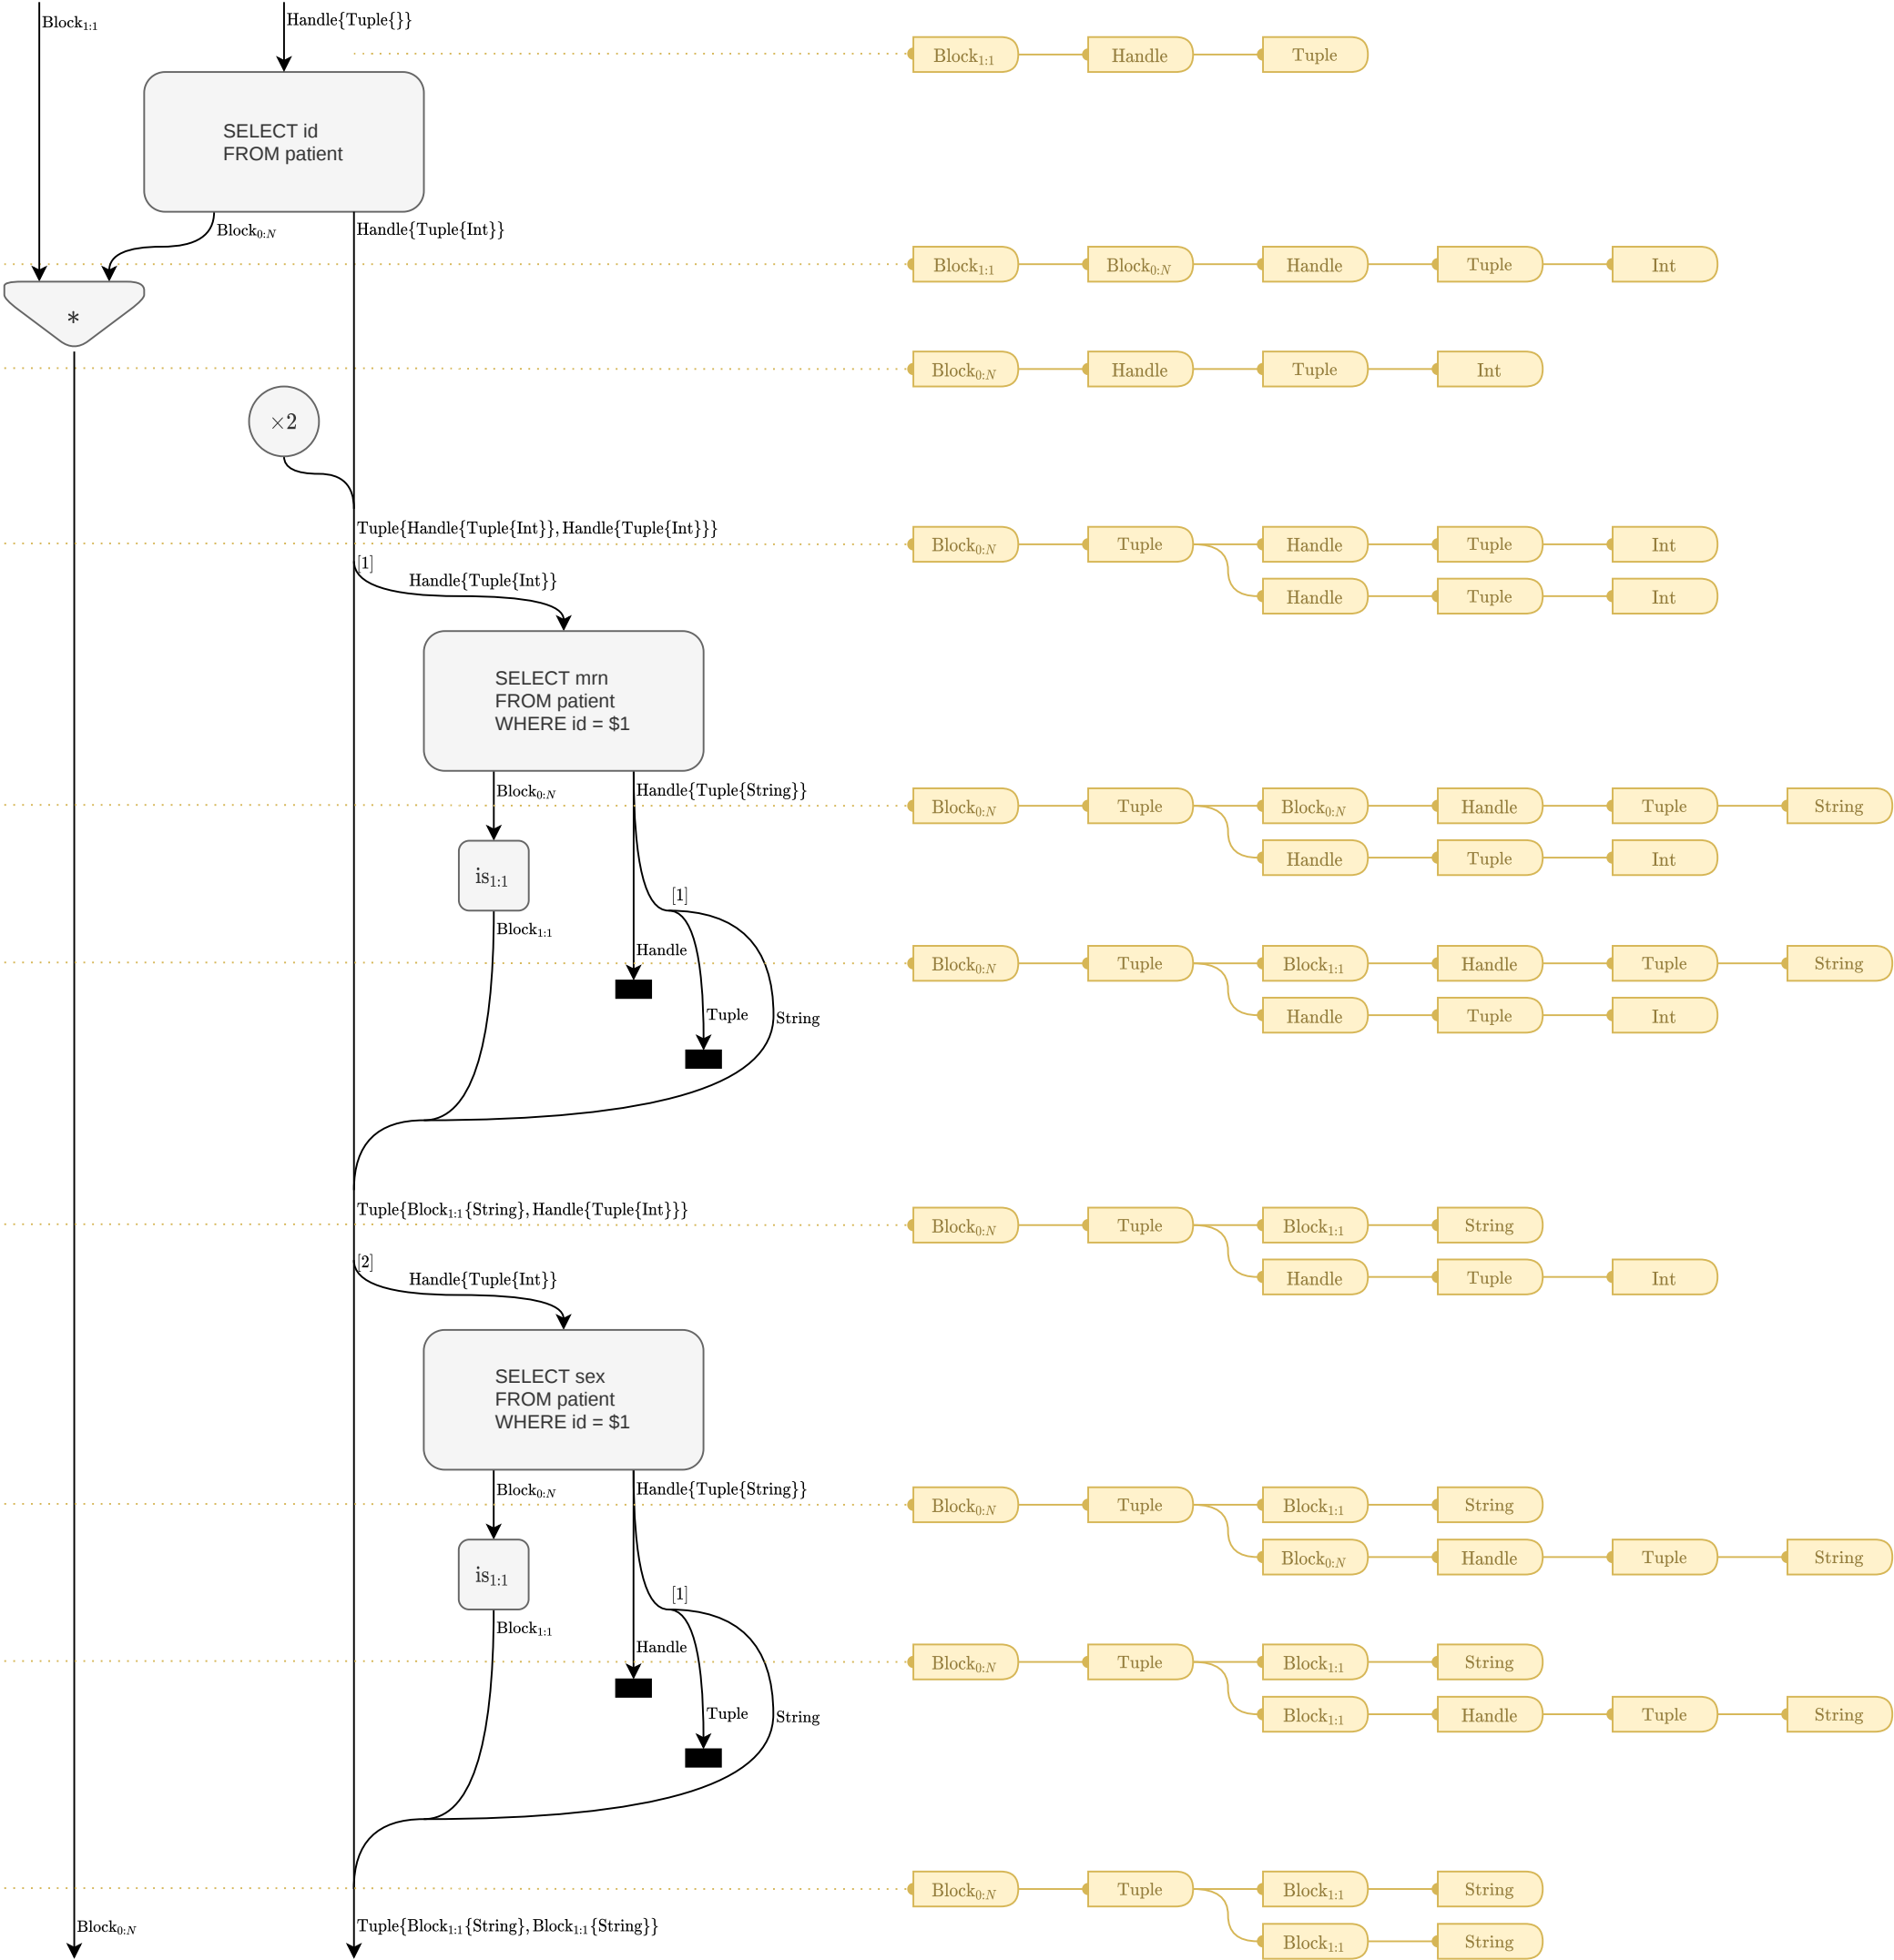 Block₁:₁
Handle{Tuple{}}
Block₁:₁ Handle Tuple
SELECT id
FROM patient
Block₀:N
Handle{Tuple{Int}}
Block₁:₁ Block₀:N Handle Tuple Int
*
Block₀:N Handle Tuple Int
×2
Tuple{Handle{Tuple{Int}}, Handle{Tuple{Int}}}
Block₀:N Tuple Handle Tuple Int
[1]
Handle{Tuple{Int}}
Handle Tuple Int
SELECT mrn
FROM patient
WHERE id = $1
Block₀:N
Handle{Tuple{String}}
Block₀:N Tuple Block₀:N Handle Tuple String
Handle Tuple Int
is₁:₁
[1]
Block₁:₁
Handle
Block₀:N Tuple Block₁:₁ Handle Tuple String
Tuple
String
Handle Tuple Int
Tuple{Block₁:₁{String}, Handle{Tuple{Int}}}
Block₀:N Tuple Block₁:₁ String
[2]
Handle{Tuple{Int}}
Handle Tuple Int
SELECT sex
FROM patient
WHERE id = $1
Block₀:N
Handle{Tuple{String}}
Block₀:N Tuple Block₁:₁ String
Block₀:N Handle Tuple String
is₁:₁
[1]
Block₁:₁
Handle
Block₀:N Tuple Block₁:₁ String
Tuple
String
Block₁:₁ Handle Tuple String
Block₀:N Tuple Block₁:₁ String
Block₀:N
Tuple{Block₁:₁{String}, Block₁:₁{String}}
Block₁:₁ String